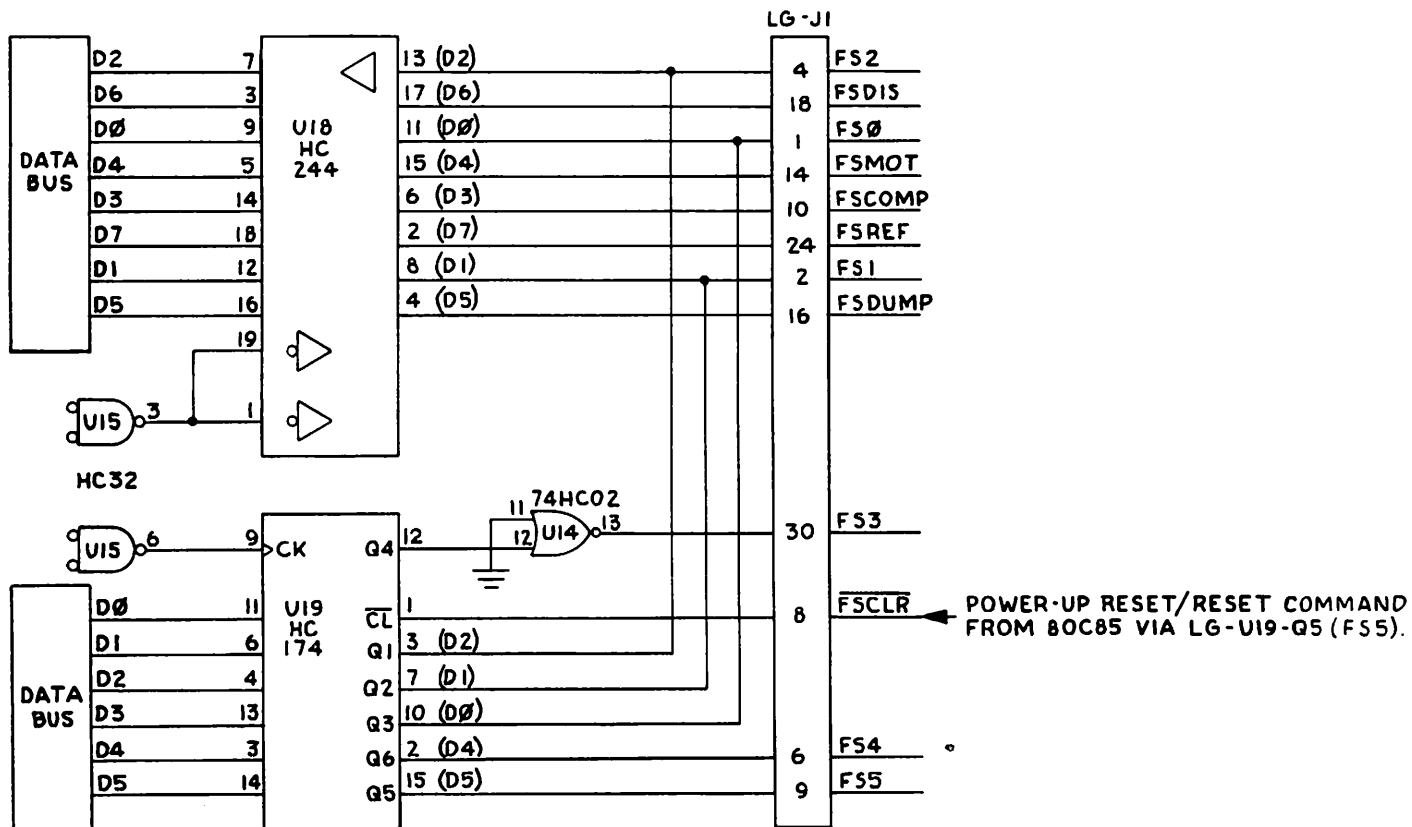 LG-J1
D2 7 13 (D2) 4 FS2
D6 3 17 (D6) 18 FSDIS
DØ 9 11 (DØ) 1 FSØ
D4 5 15 (D4) 14 FSMOT
D3 14 6 (D3) 10 FSCOMP
D7 18 2 (D7) 24 FSREF
D1 12 8 (D1) 2 FS1
D5 16 4 (D5) 16 FSDUMP
DATA
BUS
U18
HC
244
19
U15 3 1
HC32
74HC02
11
12 U14 13 30 FS3
U15 6 9 CK Q4 12
DATA
BUS
U19
HC
174
DØ 11 CL 1 8 FSCLR
POWER-UP RESET/RESET COMMAND
FROM 80C85 VIA LG-U19-Q5 (FS5).
D1 6 Q1 3 (D2)
D2 4 Q2 7 (D1)
D3 13 Q3 10 (DØ)
D4 3 Q6 2 (D4) 6 FS4
D5 14 Q5 15 (D5) 9 FS5